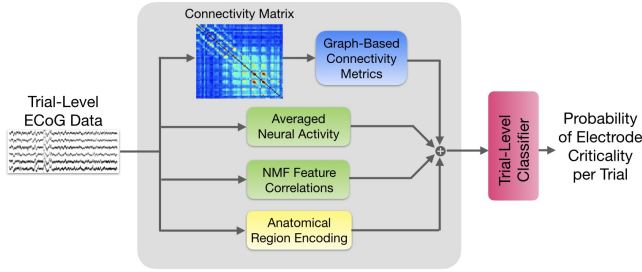 Connectivity Matrix
Graph-Based
Connectivity
Metrics
Trial-Level
ECoG Data
Averaged
Neural Activity
NMF Feature
Correlations
Anatomical
Region Encoding
+
Trial-Level
Classifier
Probability
of Electrode
Criticality
per Trial